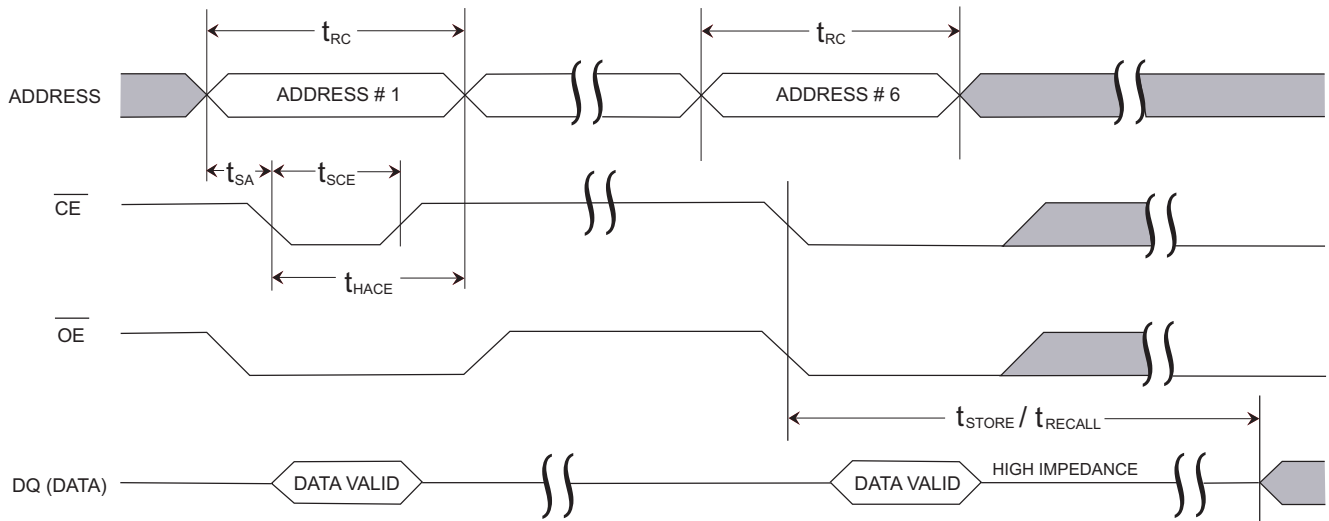 tRC tRC
ADDRESS ADDRESS # 1 ADDRESS # 6
tSA tSCE
CE
tHACE
OE
tSTORE / tRECALL
DQ (DATA) DATA VALID DATA VALID HIGH IMPEDANCE